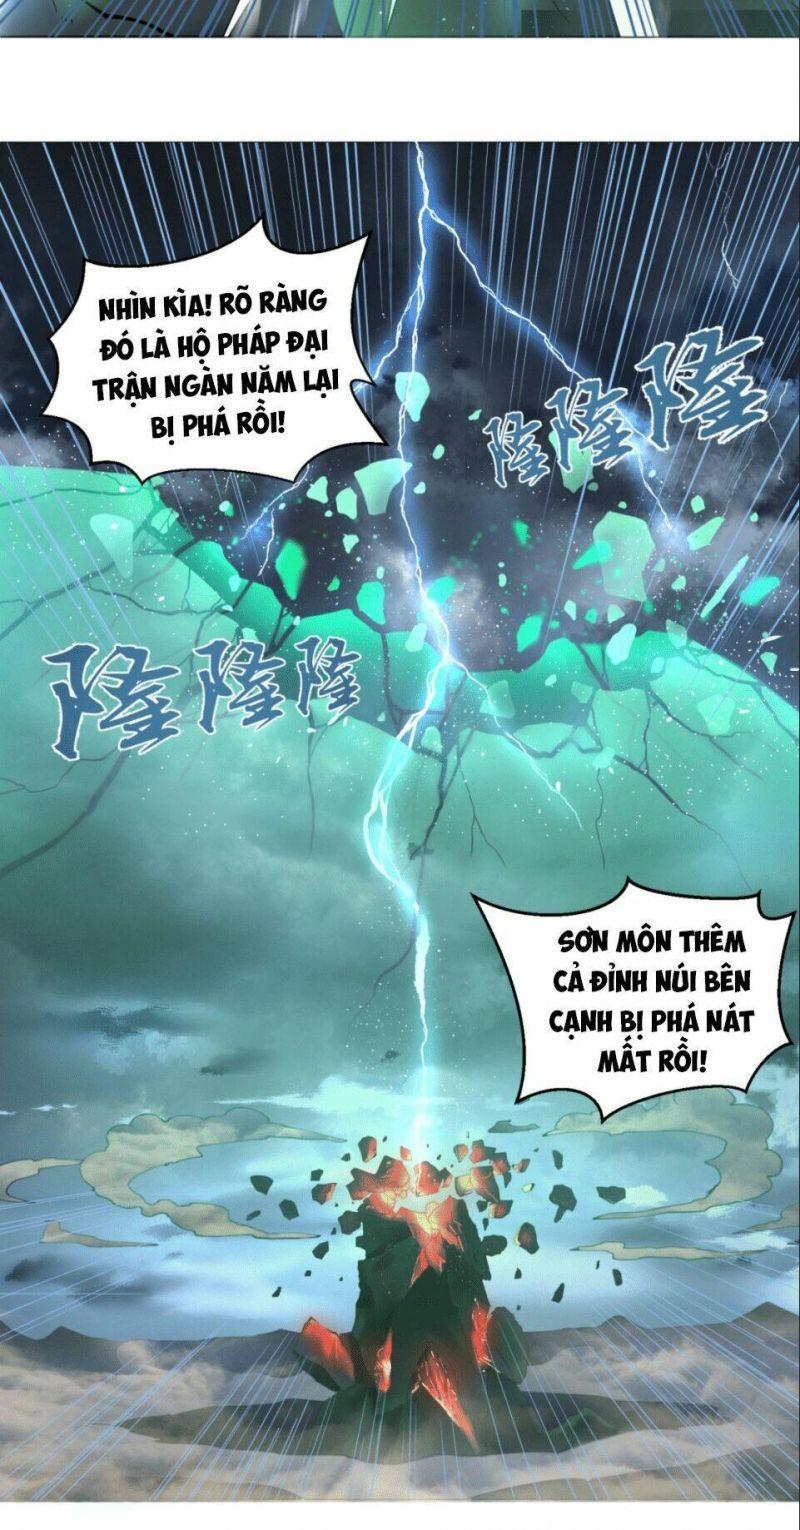 NHÌN KÌA! RÕ RÀNG
ĐÓ LÀ HỘ PHÁP ĐẠI
TRẬN NGÀN NĂM LẠI
BỊ PHÁ RỒI!
隆隆隆
隆隆隆
SƠN MÔN THÊM
CẢ ĐỈNH NÚI BÊN
CẠNH BỊ PHÁ NÁT
MẤT RỒI!